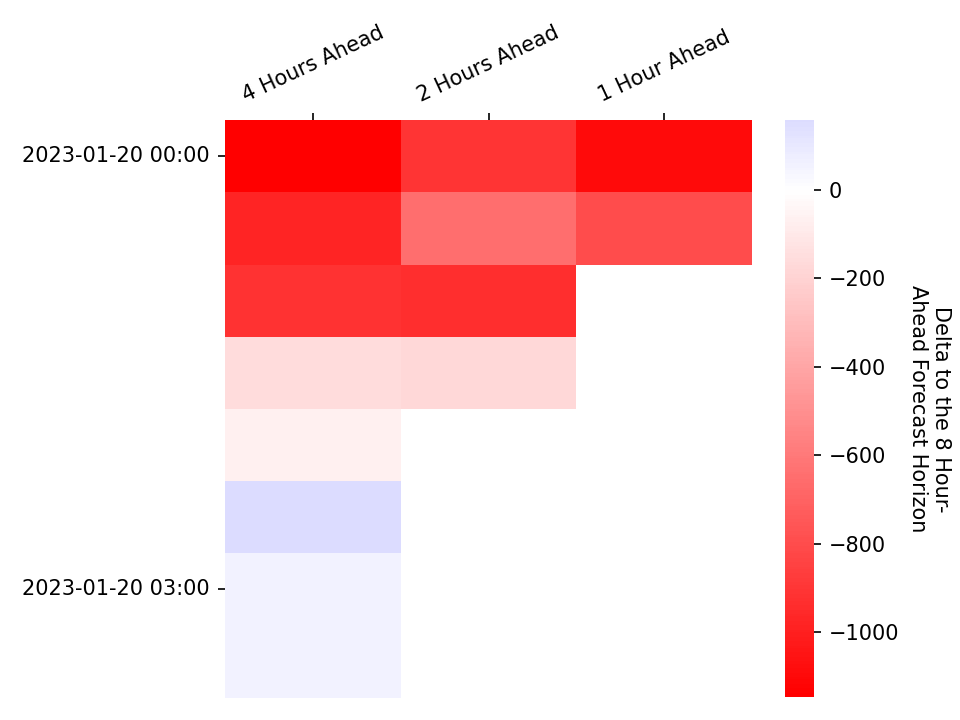 4 Hours Ahead
2 Hours Ahead
1 Hour Ahead
2023-01-20 00:00
2023-01-20 03:00
0
−200
−400
−600
−800
−1000
Delta to the 8 Hour-
Ahead Forecast Horizon